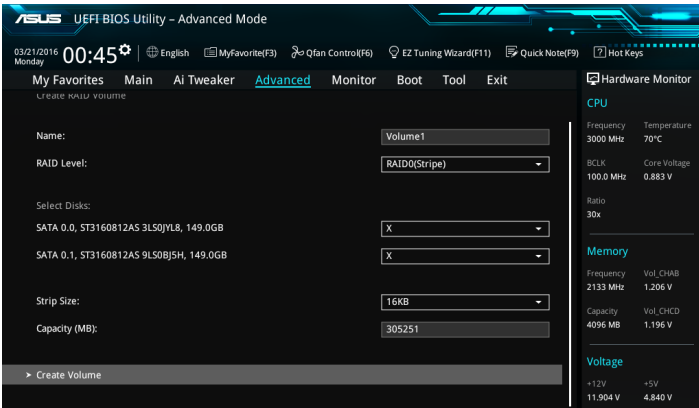 ASUS UEFI BIOS Utility – Advanced Mode
03/21/2016 Monday 00:45 English MyFavorite(F3) Qfan Control(F6) EZ Tuning Wizard(F11) Quick Note(F9) ? Hot Keys
My Favorites Main Ai Tweaker Advanced Monitor Boot Tool Exit
Create RAID Volume
Name: Volume1
RAID Level: RAID0(Stripe)
Select Disks:
SATA 0.0, ST3160812AS 3LS0JYL8, 149.0GB X
SATA 0.1, ST3160812AS 9LS0BJ5H, 149.0GB X
Strip Size: 16KB
Capacity (MB): 305251
> Create Volume
Hardware Monitor
CPU
Frequency Temperature
3000 MHz 70°C
BCLK Core Voltage
100.0 MHz 0.883 V
Ratio
30x
Memory
Frequency Vol_CHAB
2133 MHz 1.206 V
Capacity Vol_CHCD
4096 MB 1.196 V
Voltage
+12V +5V
11.904 V 4.840 V